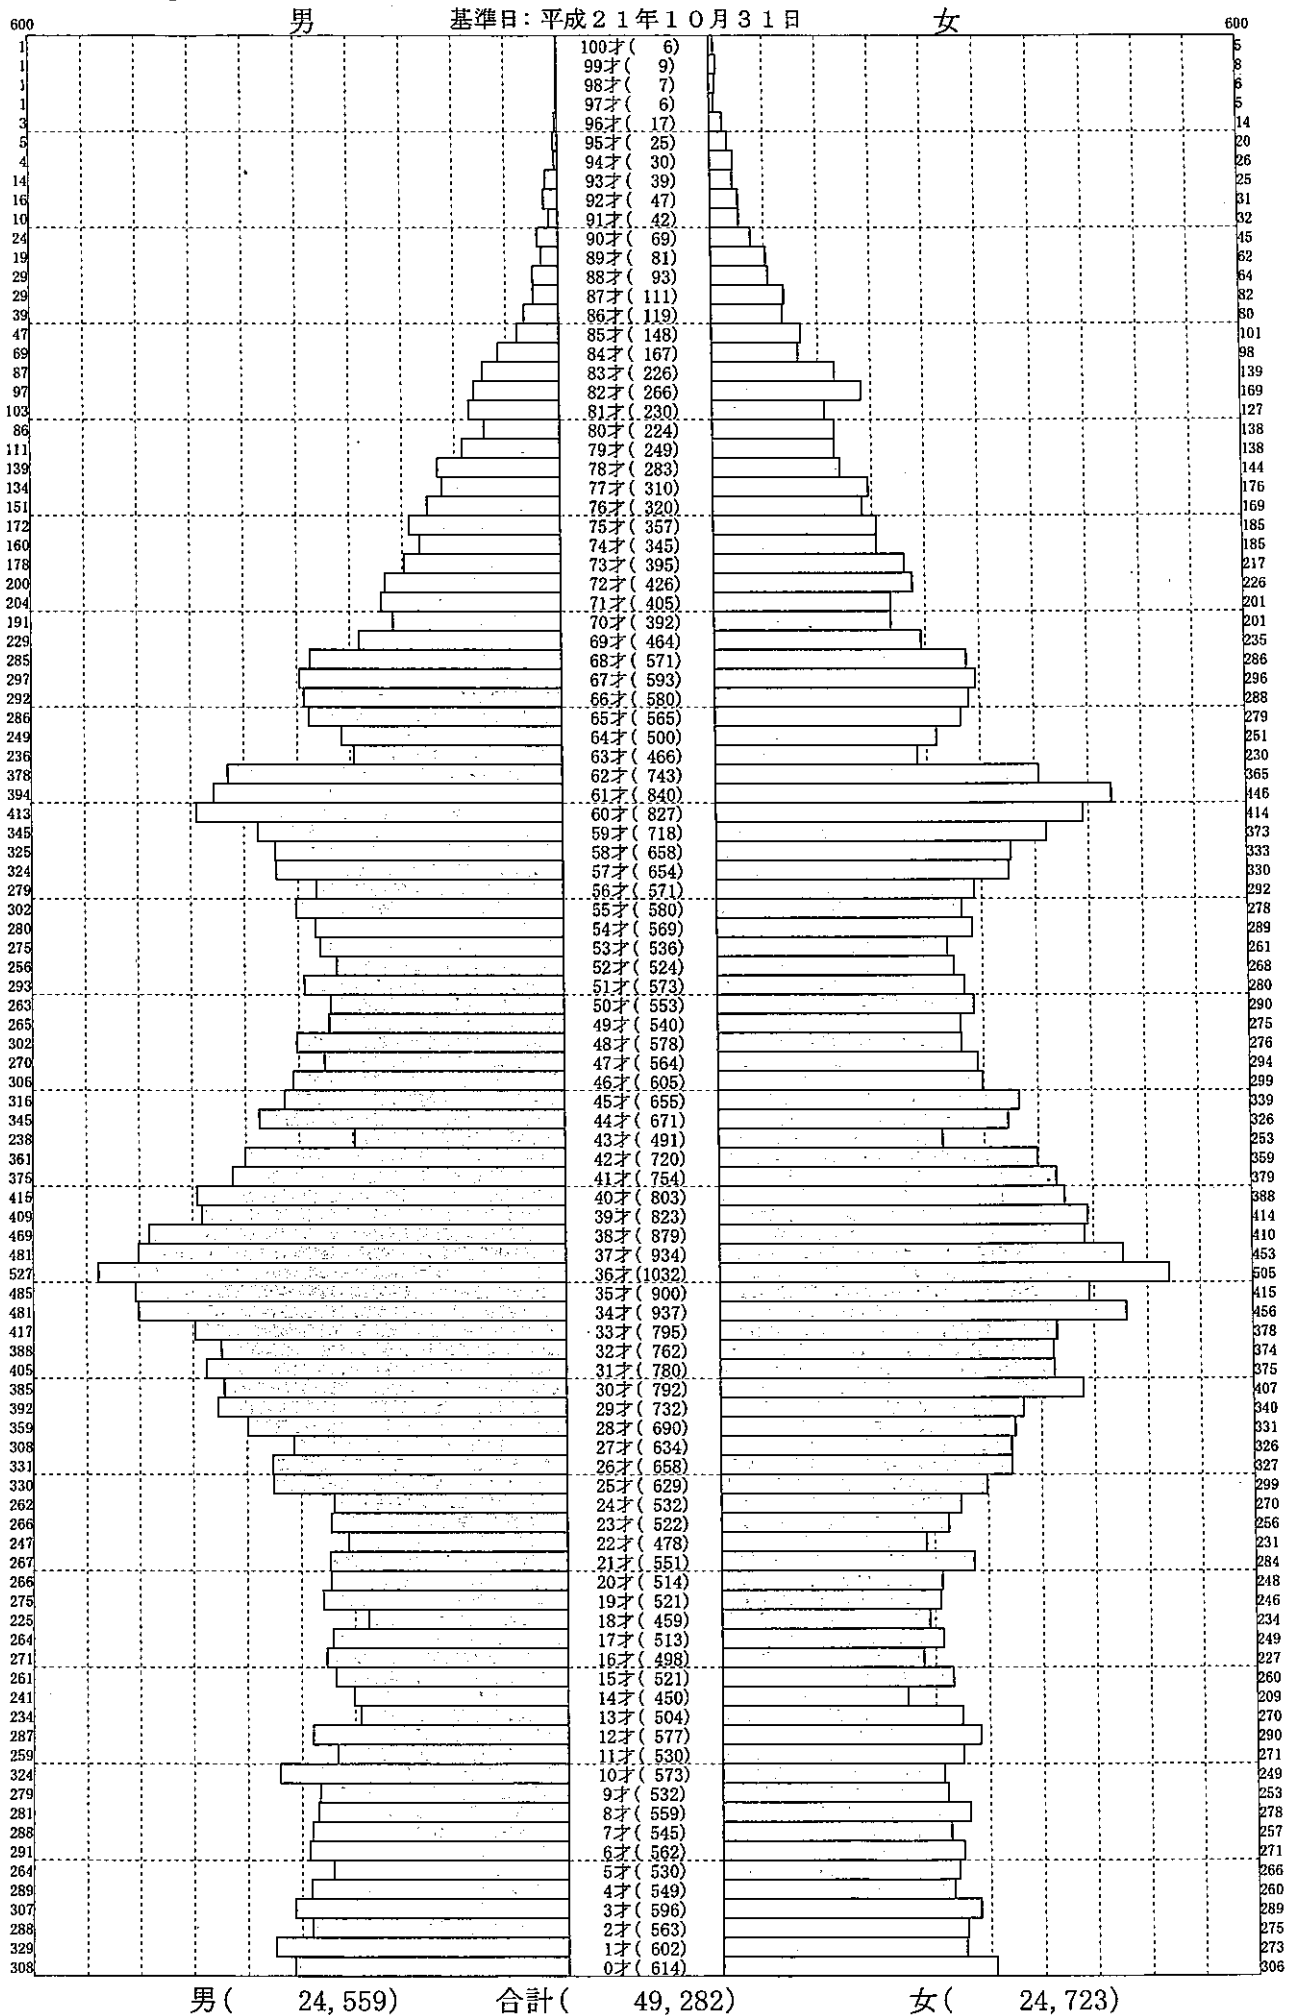 男 基準日:平成21年10月31日 女
600 600
1 100才( 6) 5
1 99才( 9) 8
1 98才( 7) 6
1 97才( 6) 5
3 96才( 17) 14
5 95才( 25) 20
4 94才( 30) 26
14 93才( 39) 25
16 92才( 47) 31
10 91才( 42) 32
24 90才( 69) 45
19 89才( 81) 62
29 88才( 93) 64
29 87才( 111) 82
39 86才( 119) 80
47 85才( 148) 101
69 84才( 167) 98
87 83才( 226) 139
97 82才( 266) 169
103 81才( 230) 127
86 80才( 224) 138
111 79才( 249) 138
139 78才( 283) 144
134 77才( 310) 176
151 76才( 320) 169
172 75才( 357) 185
160 74才( 345) 185
178 73才( 395) 217
200 72才( 426) 226
204 71才( 405) 201
191 70才( 392) 201
229 69才( 464) 235
285 68才( 571) 286
297 67才( 593) 296
292 66才( 580) 288
286 65才( 565) 279
249 64才( 500) 251
236 63才( 466) 230
378 62才( 743) 365
394 61才( 840) 446
413 60才( 827) 414
345 59才( 718) 373
325 58才( 658) 333
324 57才( 654) 330
279 56才( 571) 292
302 55才( 580) 278
280 54才( 569) 289
275 53才( 536) 261
256 52才( 524) 268
293 51才( 573) 280
263 50才( 553) 290
265 49才( 540) 275
302 48才( 578) 276
270 47才( 564) 294
306 46才( 605) 299
316 45才( 655) 339
345 44才( 671) 326
238 43才( 491) 253
361 42才( 720) 359
375 41才( 754) 379
415 40才( 803) 388
409 39才( 823) 414
469 38才( 879) 410
481 37才( 934) 453
527 36才(1032) 505
485 35才( 900) 415
481 34才( 937) 456
417 33才( 795) 378
388 32才( 762) 374
405 31才( 780) 375
385 30才( 792) 407
392 29才( 732) 340
359 28才( 690) 331
308 27才( 634) 326
331 26才( 658) 327
330 25才( 629) 299
262 24才( 532) 270
266 23才( 522) 256
247 22才( 478) 231
267 21才( 551) 284
266 20才( 514) 248
275 19才( 521) 246
225 18才( 459) 234
264 17才( 513) 249
271 16才( 498) 227
261 15才( 521) 260
241 14才( 450) 209
234 13才( 504) 270
287 12才( 577) 290
259 11才( 530) 271
324 10才( 573) 249
279 9才( 532) 253
281 8才( 559) 278
288 7才( 545) 257
291 6才( 562) 271
264 5才( 530) 266
289 4才( 549) 260
307 3才( 596) 289
288 2才( 563) 275
329 1才( 602) 273
308 0才( 614) 306
男( 24,559) 合計( 49,282) 女( 24,723)